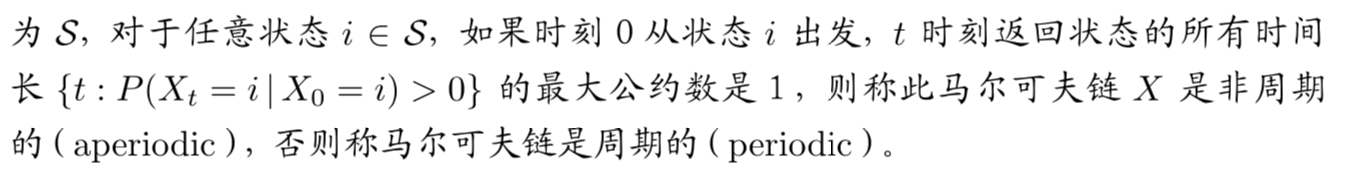 为 𝒮, 对于任意状态 i ∈ 𝒮, 如果时刻 0 从状态 i 出发, t 时刻返回状态的所有时间
长 {t : P(Xₜ = i | X₀ = i) > 0} 的最大公约数是 1 , 则称此马尔可夫链 X 是非周期
的 ( aperiodic ), 否则称马尔可夫链是周期的 ( periodic ) 。